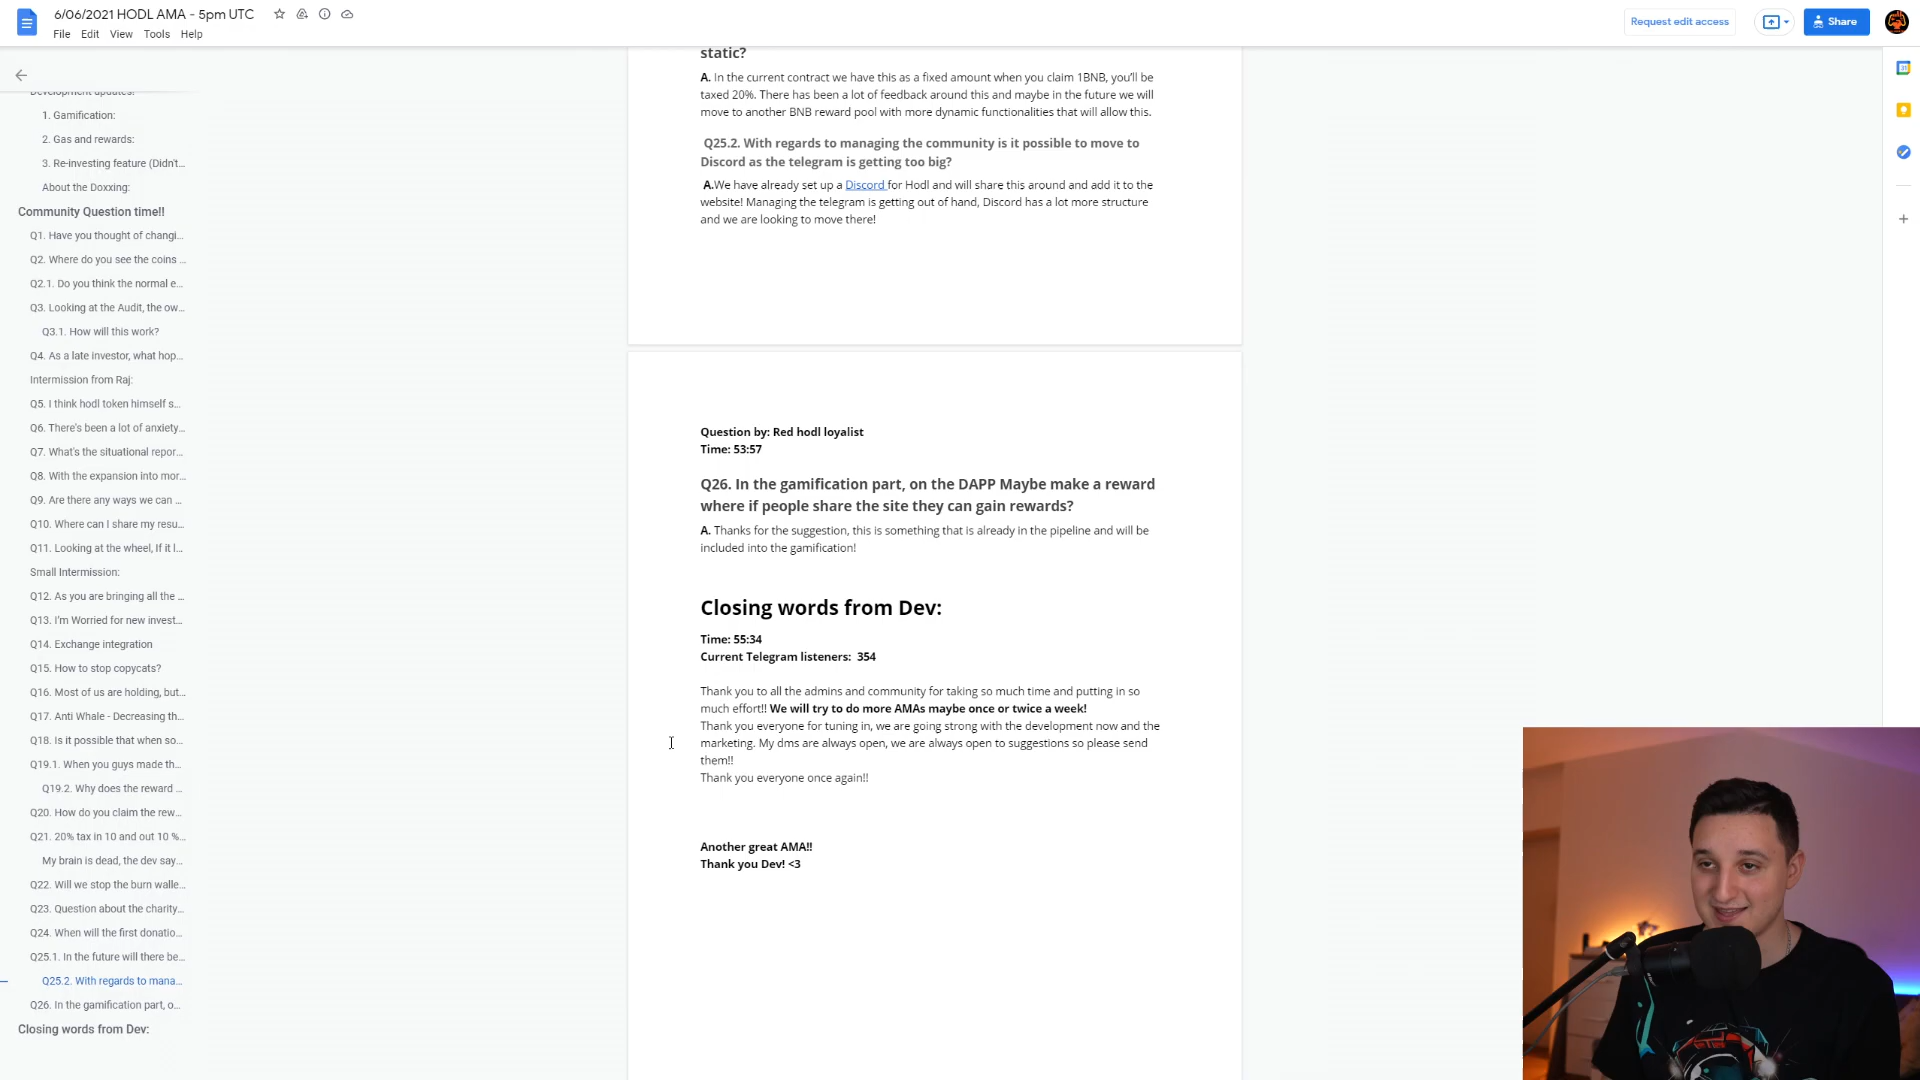 6/06/2021 HODL AMA - 5pm UTC
File Edit View Tools Help
Request edit access
Share
Development updates:
1. Gamification:
2. Gas and rewards:
3. Re-investing feature (Didn't...
About the Doxxing:
Community Question time!!
Q1. Have you thought of changi...
Q2. Where do you see the coins ...
Q2.1. Do you think the normal e...
Q3. Looking at the Audit, the ow...
Q3.1. How will this work?
Q4. As a late investor, what hop...
Intermission from Raj:
Q5. I think hodl token himself s...
Q6. There's been a lot of anxiety...
Q7. What's the situational repor...
Q8. With the expansion into mor...
Q9. Are there any ways we can ...
Q10. Where can I share my resu...
Q11. Looking at the wheel, If it l...
Small Intermission:
Q12. As you are bringing all the ...
Q13. I'm Worried for new invest...
Q14. Exchange integration
Q15. How to stop copycats?
Q16. Most of us are holding, but...
Q17. Anti Whale - Decreasing th...
Q18. Is it possible that when so...
Q19.1. When you guys made th...
Q19.2. Why does the reward ...
Q20. How do you claim the rew...
Q21. 20% tax in 10 and out 10 %...
My brain is dead, the dev say...
Q22. Will we stop the burn walle...
Q23. Question about the charity...
Q24. When will the first donatio...
Q25.1. In the future will there be...
Q25.2. With regards to mana...
Q26. In the gamification part, o...
Closing words from Dev:
static?
A. In the current contract we have this as a fixed amount when you claim 1BNB, you'll be
taxed 20%. There has been a lot of feedback around this and maybe in the future we will
move to another BNB reward pool with more dynamic functionalities that will allow this.
Q25.2. With regards to managing the community is it possible to move to
Discord as the telegram is getting too big?
A.We have already set up a Discord for Hodl and will share this around and add it to the
website! Managing the telegram is getting out of hand, Discord has a lot more structure
and we are looking to move there!
Question by: Red hodl loyalist
Time: 53:57
Q26. In the gamification part, on the DAPP Maybe make a reward
where if people share the site they can gain rewards?
A. Thanks for the suggestion, this is something that is already in the pipeline and will be
included into the gamification!
Closing words from Dev:
Time: 55:34
Current Telegram listeners: 354
Thank you to all the admins and community for taking so much time and putting in so
much effort!! We will try to do more AMAs maybe once or twice a week!
Thank you everyone for tuning in, we are going strong with the development now and the
marketing. My dms are always open, we are always open to suggestions so please send
them!!
Thank you everyone once again!!
Another great AMA!!
Thank you Dev! <3